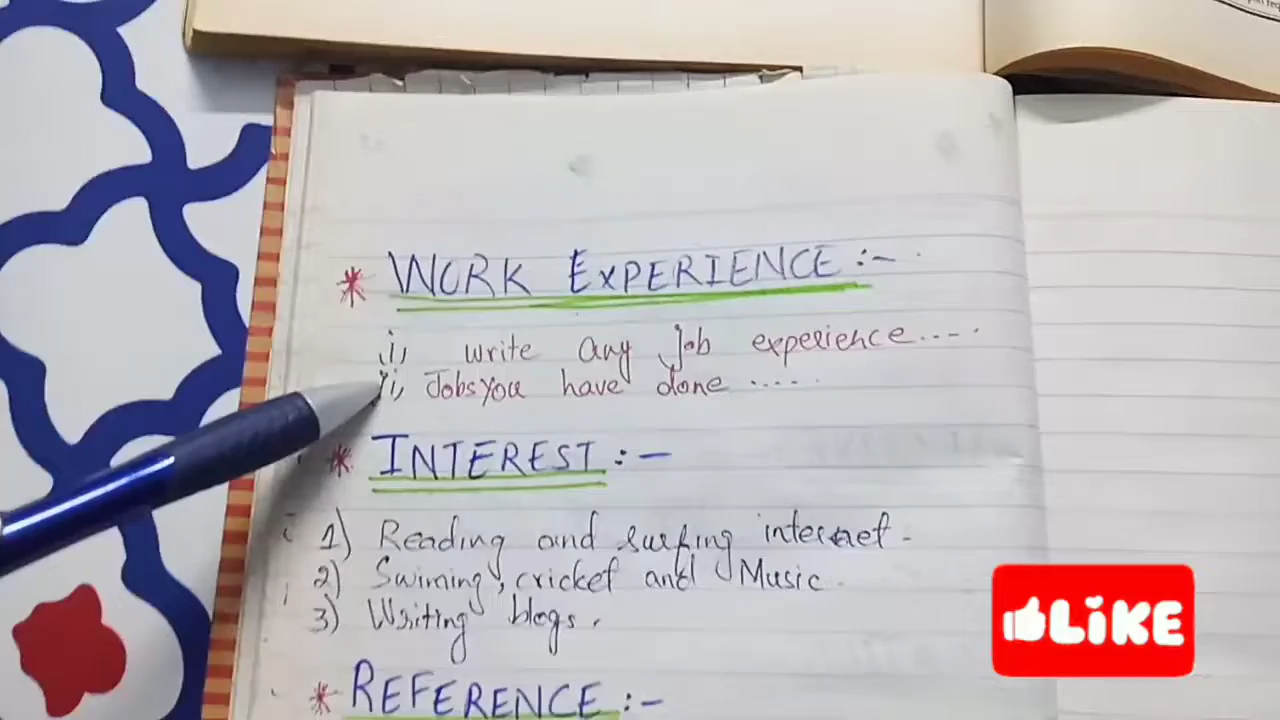 * WORK EXPERIENCE :-
i, write any Job experience....
ii, Jobs you have done ....
* INTEREST :-
1) Reading and surfing internet.
2) Swiming, cricket and Music.
3) Writing blogs.
* REFERENCE :-
LiKE